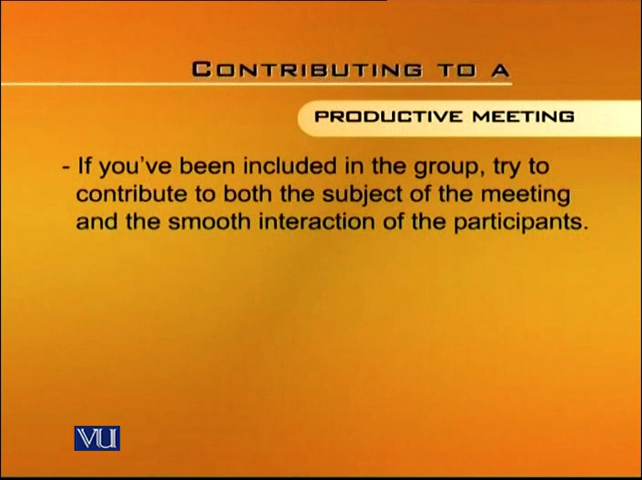 CONTRIBUTING TO A
PRODUCTIVE MEETING
- If you've been included in the group, try to
contribute to both the subject of the meeting
and the smooth interaction of the participants.
VU